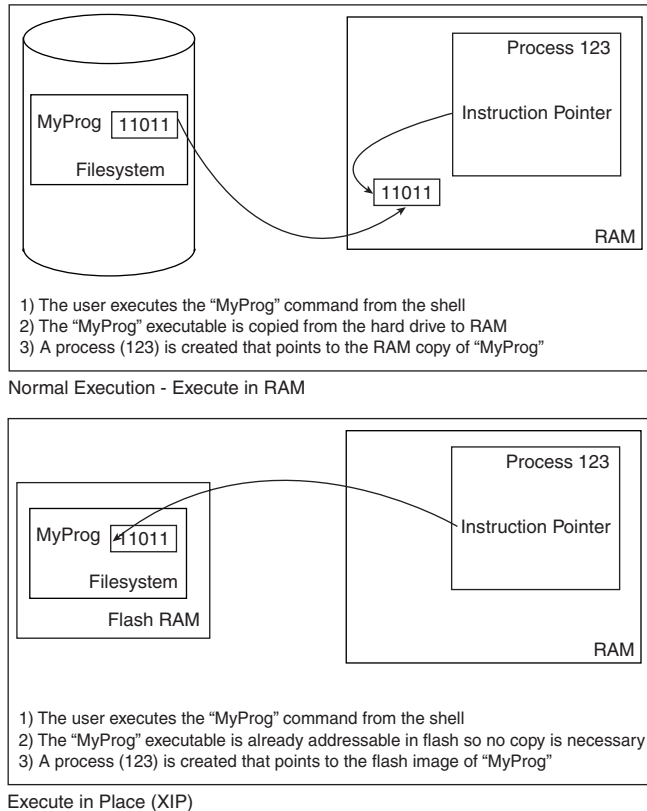 Process 123
MyProg 11011
Instruction Pointer
Filesystem
11011
RAM
1) The user executes the “MyProg” command from the shell
2) The “MyProg” executable is copied from the hard drive to RAM
3) A process (123) is created that points to the RAM copy of “MyProg”
Normal Execution - Execute in RAM
Process 123
MyProg 11011
Instruction Pointer
Filesystem
Flash RAM
RAM
1) The user executes the “MyProg” command from the shell
2) The “MyProg” executable is already addressable in flash so no copy is necessary
3) A process (123) is created that points to the flash image of “MyProg”
Execute in Place (XIP)